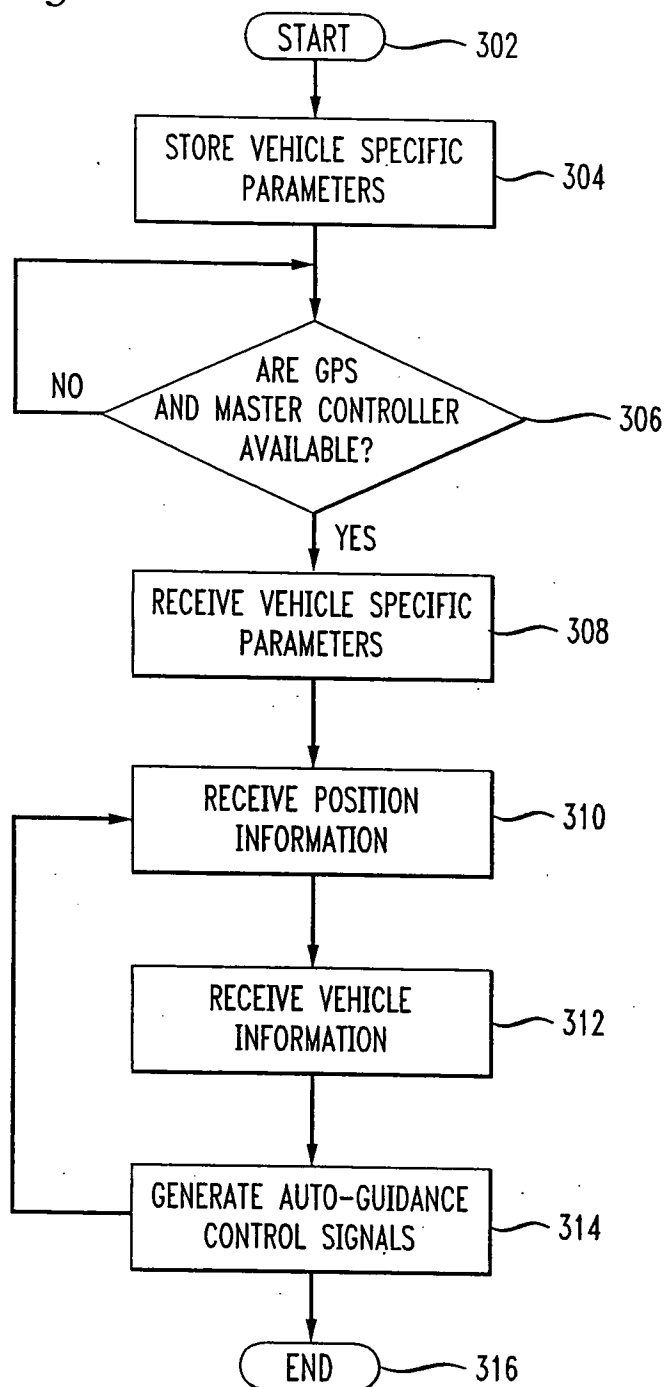 START
302
STORE VEHICLE SPECIFIC
PARAMETERS
304
ARE GPS
AND MASTER CONTROLLER
AVAILABLE?
NO
306
YES
RECEIVE VEHICLE SPECIFIC
PARAMETERS
308
RECEIVE POSITION
INFORMATION
310
RECEIVE VEHICLE
INFORMATION
312
GENERATE AUTO-GUIDANCE
CONTROL SIGNALS
314
END
316